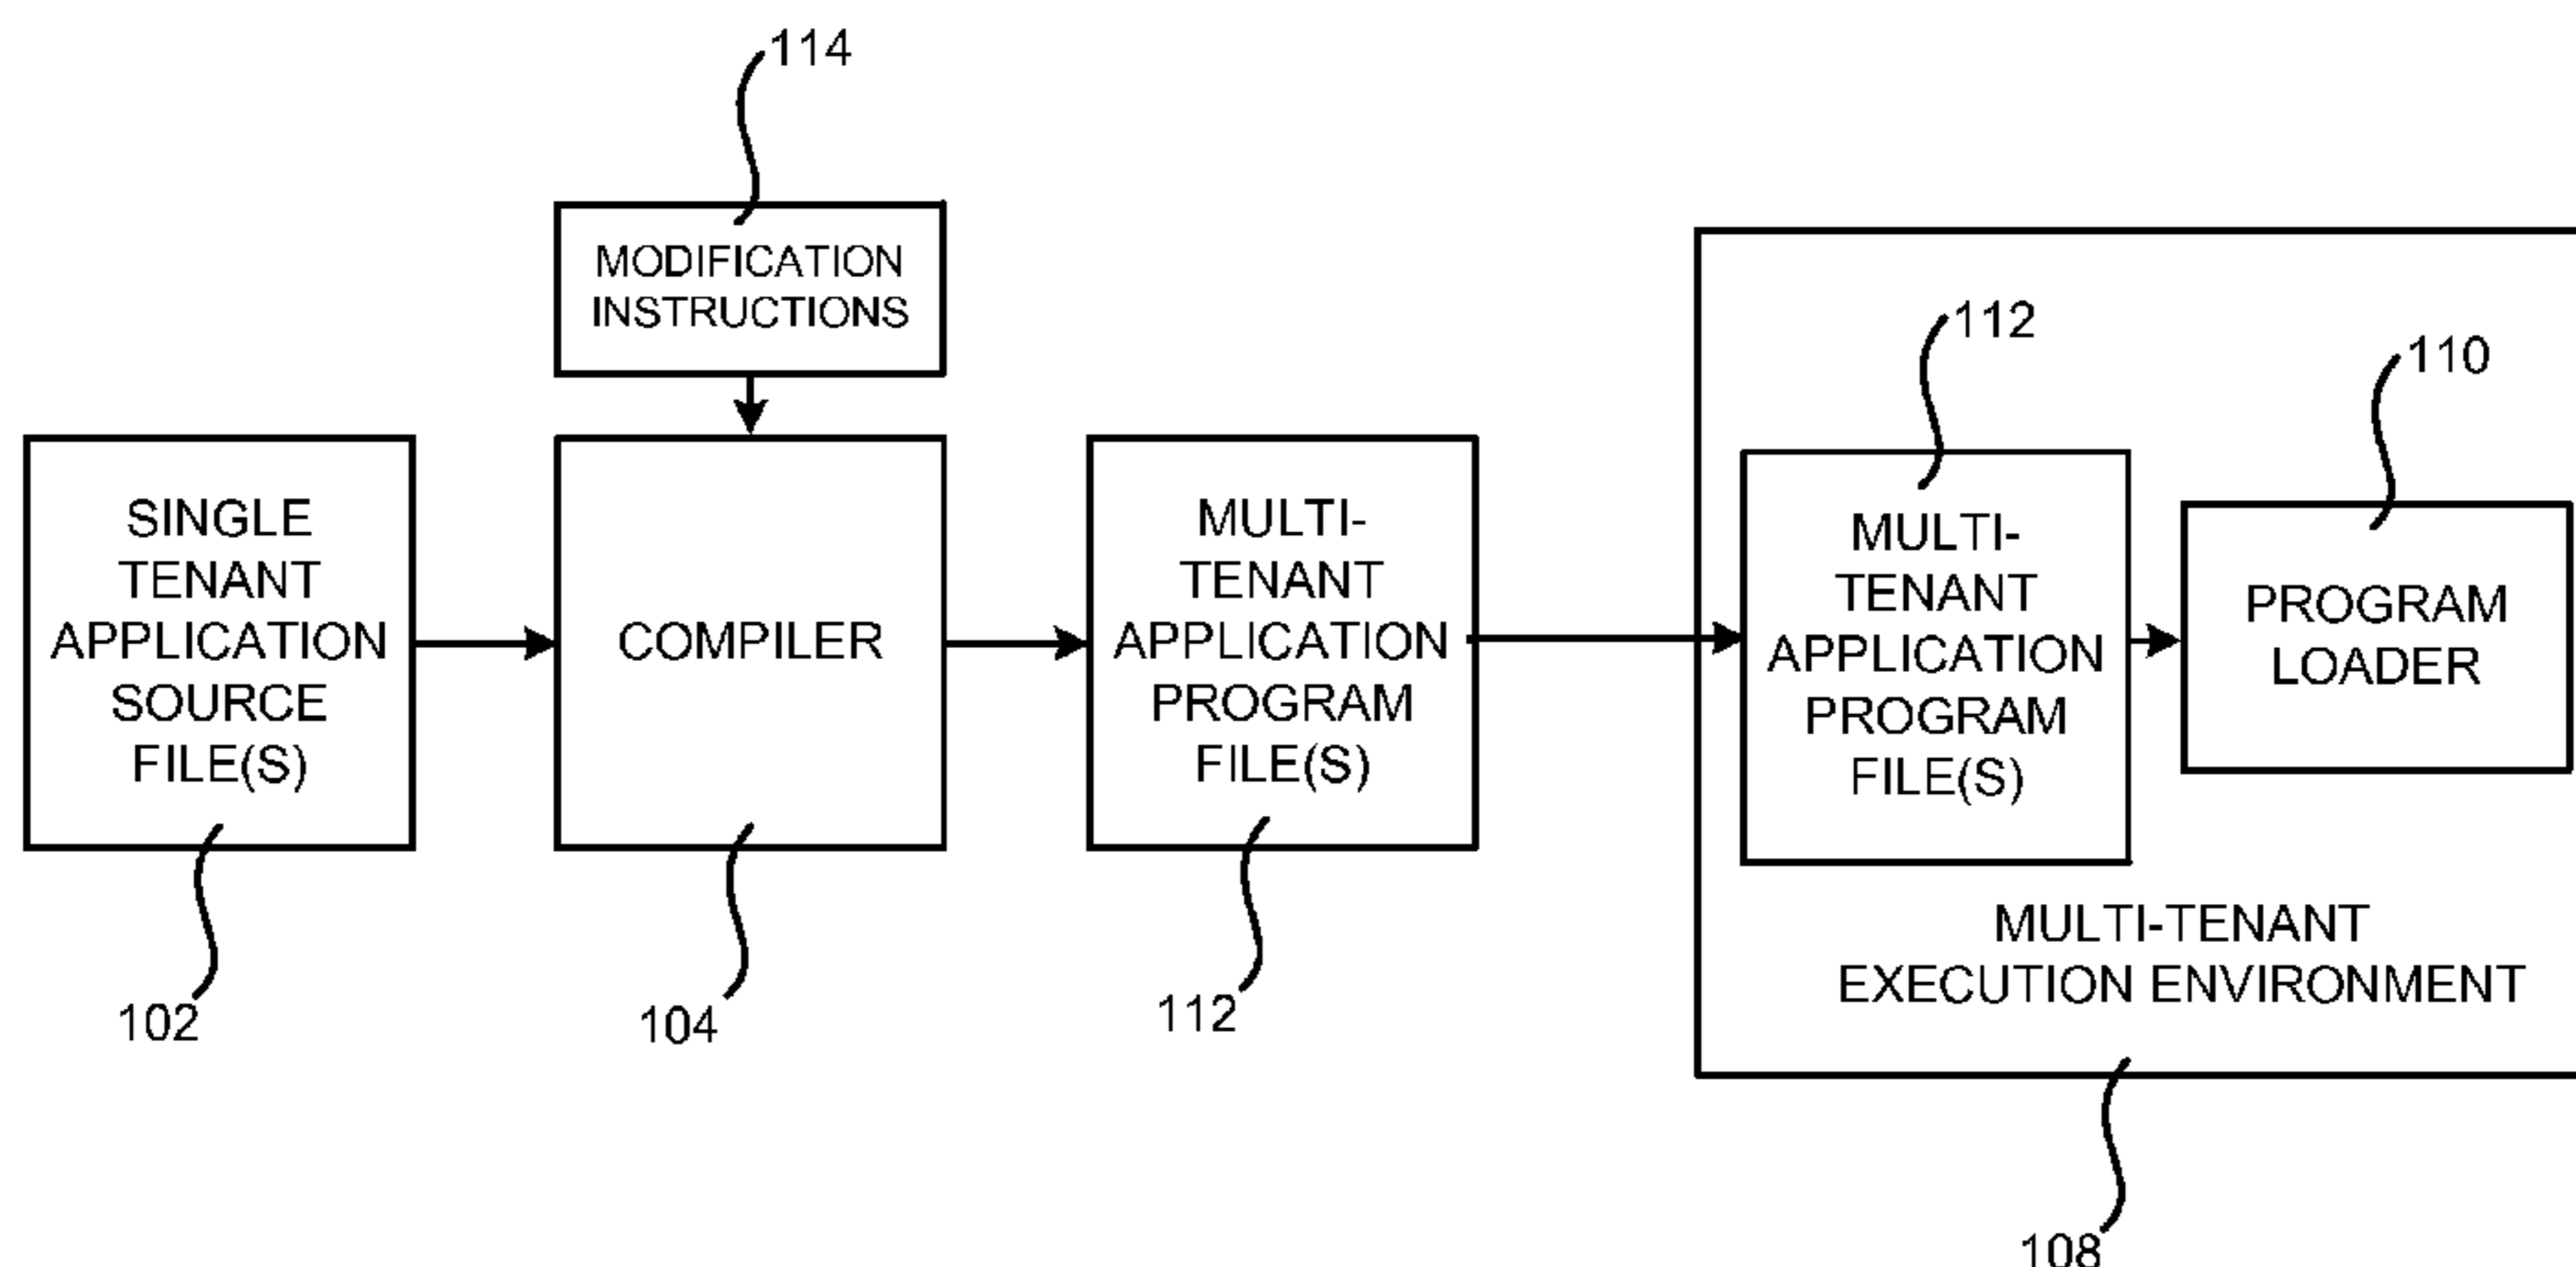 114
MODIFICATION
INSTRUCTIONS
SINGLE
TENANT
APPLICATION
SOURCE
FILE(S)
102
COMPILER
104
MULTI-
TENANT
APPLICATION
PROGRAM
FILE(S)
112
112
MULTI-
TENANT
APPLICATION
PROGRAM
FILE(S)
110
PROGRAM
LOADER
MULTI-TENANT
EXECUTION ENVIRONMENT
108